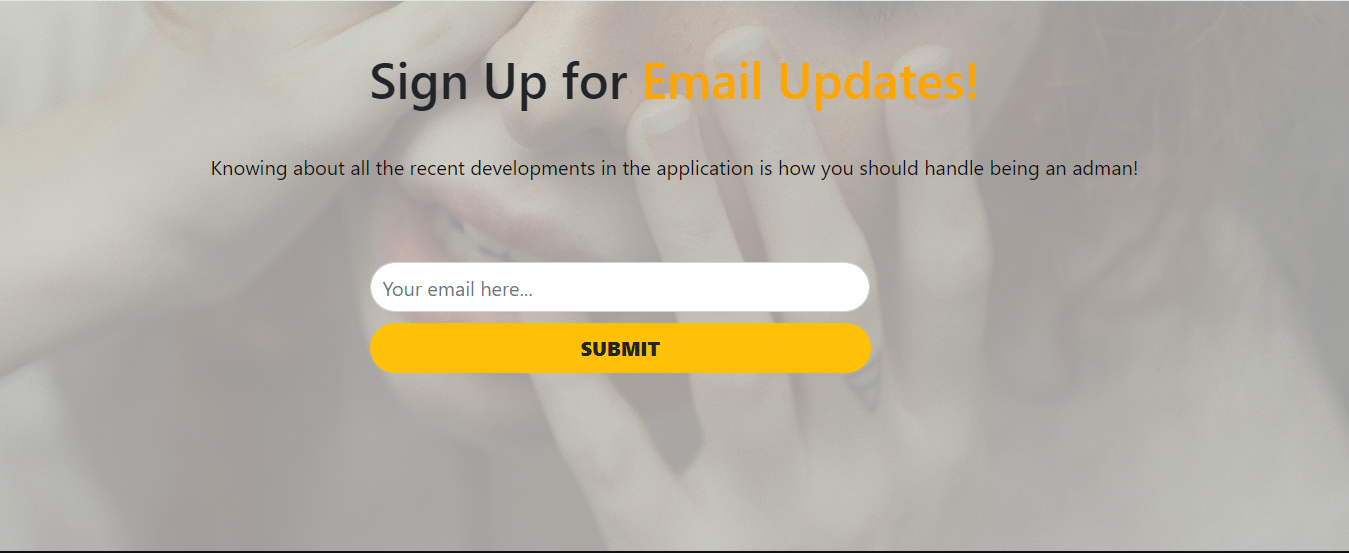 Sign Up for Email Updates!
Knowing about all the recent developments in the application is how you should handle being an adman!
Your email here...
SUBMIT